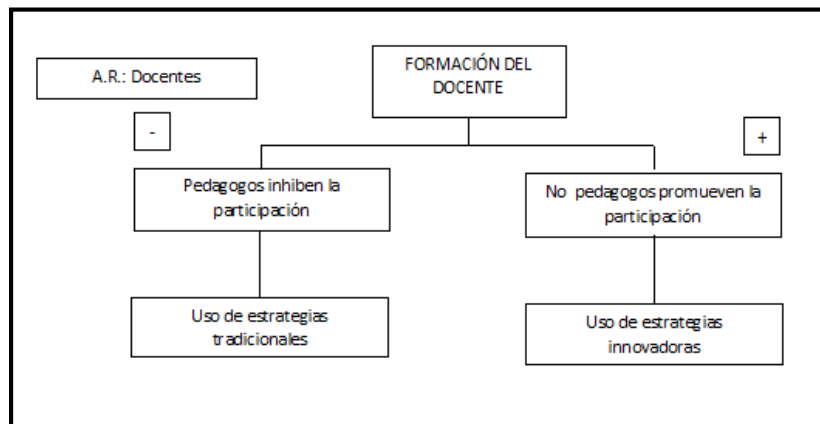 A.R.: Docentes
FORMACIÓN DEL
DOCENTE
-
+
Pedagogos inhiben la
participación
No pedagogos promueven la
participación
Uso de estrategias
tradicionales
Uso de estrategias
innovadoras